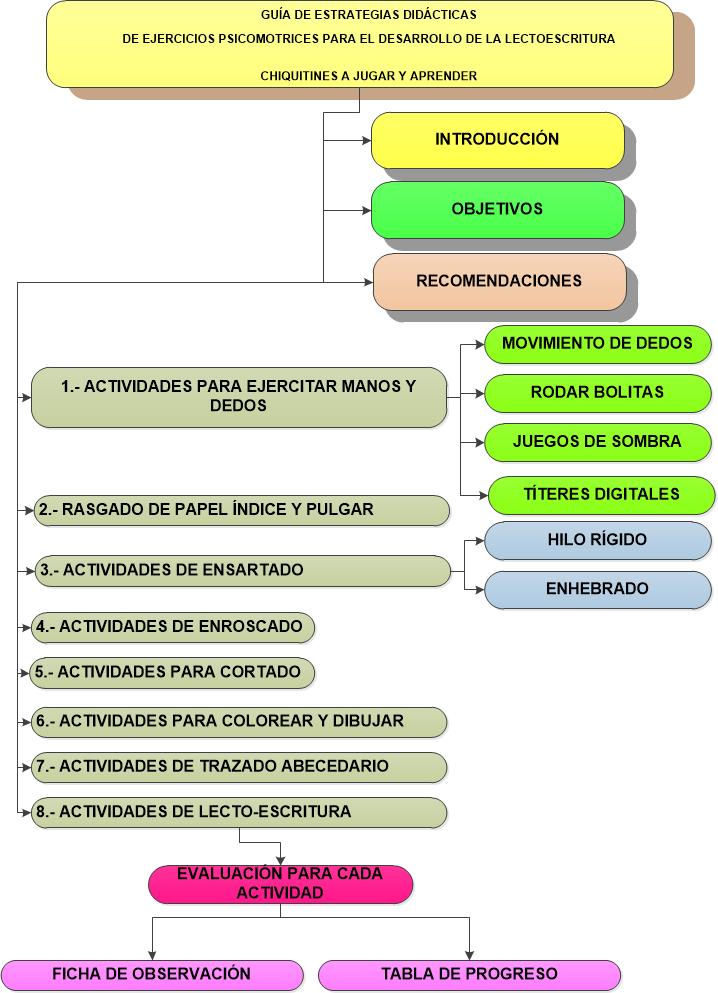 GUÍA DE ESTRATEGIAS DIDÁCTICAS
DE EJERCICIOS PSICOMOTRICES PARA EL DESARROLLO DE LA LECTOESCRITURA
CHIQUITINES A JUGAR Y APRENDER
INTRODUCCIÓN
OBJETIVOS
RECOMENDACIONES
1.- ACTIVIDADES PARA EJERCITAR MANOS Y
DEDOS
MOVIMIENTO DE DEDOS
RODAR BOLITAS
JUEGOS DE SOMBRA
TÍTERES DIGITALES
2.- RASGADO DE PAPEL ÍNDICE Y PULGAR
3.- ACTIVIDADES DE ENSARTADO
HILO RÍGIDO
ENHEBRADO
4.- ACTIVIDADES DE ENROSCADO
5.- ACTIVIDADES PARA CORTADO
6.- ACTIVIDADES PARA COLOREAR Y DIBUJAR
7.- ACTIVIDADES DE TRAZADO ABECEDARIO
8.- ACTIVIDADES DE LECTO-ESCRITURA
EVALUACIÓN PARA CADA
ACTIVIDAD
FICHA DE OBSERVACIÓN
TABLA DE PROGRESO